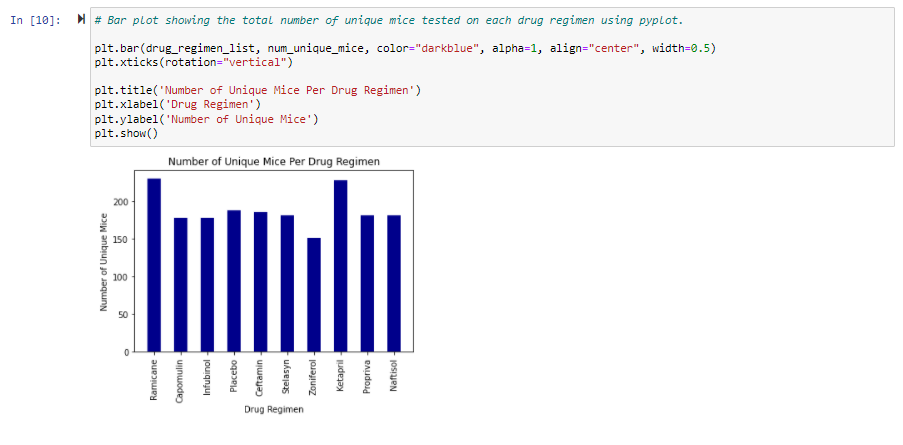 In [10]:
# Bar plot showing the total number of unique mice tested on each drug regimen using pyplot.
plt.bar(drug_regimen_list, num_unique_mice, color="darkblue", alpha=1, align="center", width=0.5)
plt.xticks(rotation="vertical")
plt.title('Number of Unique Mice Per Drug Regimen')
plt.xlabel('Drug Regimen')
plt.ylabel('Number of Unique Mice')
plt.show()
Number of Unique Mice Per Drug Regimen
Number of Unique Mice
200
150
100
50
0
Ramicane
Capomulin
Infubinol
Placebo
Ceftamin
Stelasyn
Zoniferol
Ketapril
Propriva
Naftisol
Drug Regimen